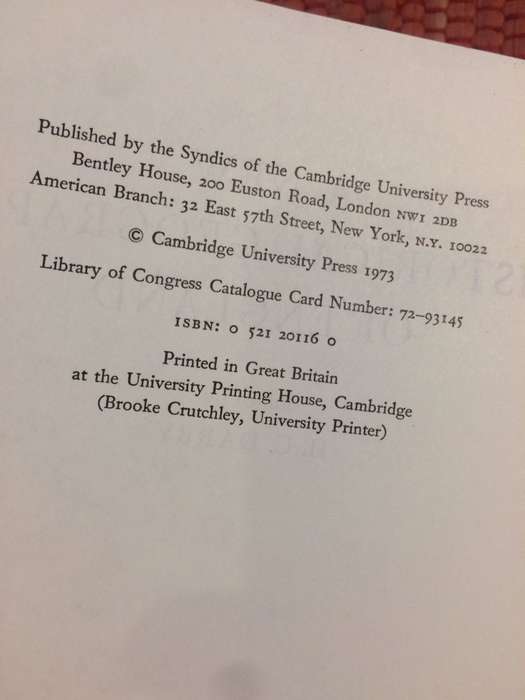 Published by the Syndics of the Cambridge University Press
Bentley House, 200 Euston Road, London NW1 2DB
American Branch: 32 East 57th Street, New York, N.Y. 10022
© Cambridge University Press 1973
Library of Congress Catalogue Card Number: 72–93145
ISBN: 0 521 20116 0
Printed in Great Britain
at the University Printing House, Cambridge
(Brooke Crutchley, University Printer)